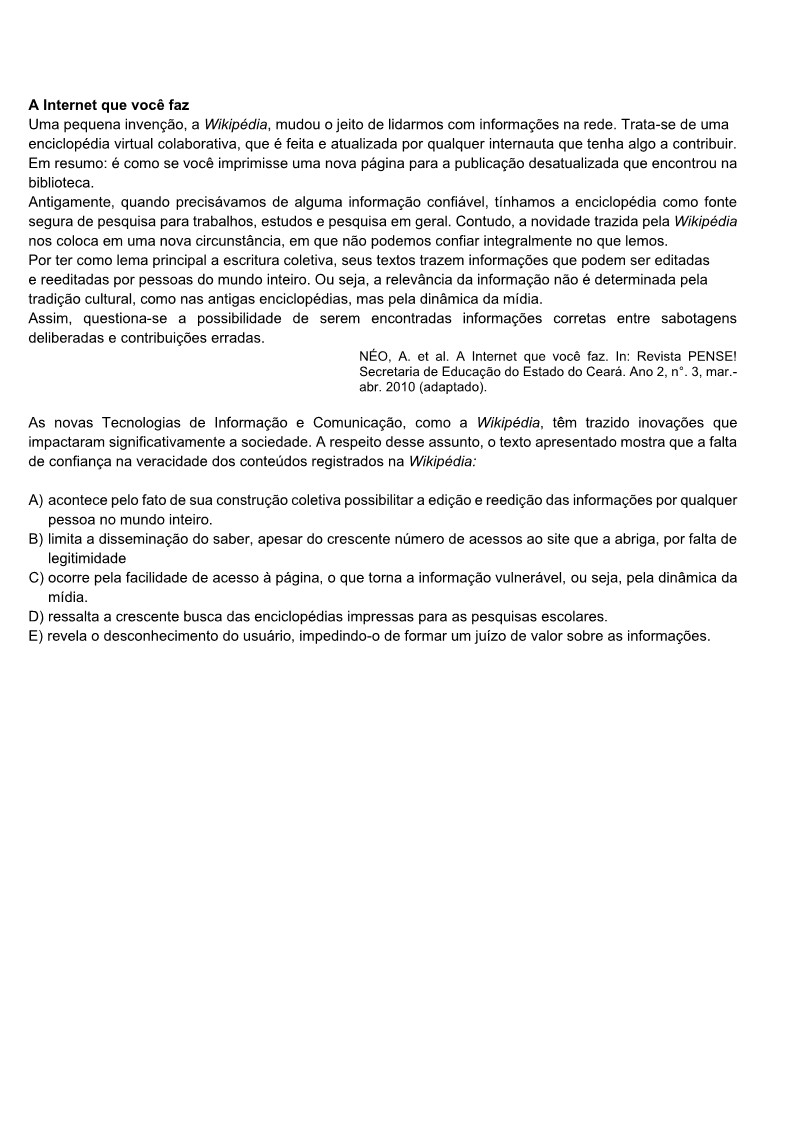 A Internet que você faz
Uma pequena invenção, a Wikipédia, mudou o jeito de lidarmos com informações na rede. Trata-se de uma
enciclopédia virtual colaborativa, que é feita e atualizada por qualquer internauta que tenha algo a contribuir.
Em resumo: é como se você imprimisse uma nova página para a publicação desatualizada que encontrou na
biblioteca.
Antigamente, quando precisávamos de alguma informação confiável, tínhamos a enciclopédia como fonte
segura de pesquisa para trabalhos, estudos e pesquisa em geral. Contudo, a novidade trazida pela Wikipédia
nos coloca em uma nova circunstância, em que não podemos confiar integralmente no que lemos.
Por ter como lema principal a escritura coletiva, seus textos trazem informações que podem ser editadas
e reeditadas por pessoas do mundo inteiro. Ou seja, a relevância da informação não é determinada pela
tradição cultural, como nas antigas enciclopédias, mas pela dinâmica da mídia.
Assim, questiona-se a possibilidade de serem encontradas informações corretas entre sabotagens
deliberadas e contribuições erradas.
NÉO, A. et al. A Internet que você faz. In: Revista PENSE!
Secretaria de Educação do Estado do Ceará. Ano 2, n°. 3, mar.-
abr. 2010 (adaptado).
As novas Tecnologias de Informação e Comunicação, como a Wikipédia, têm trazido inovações que
impactaram significativamente a sociedade. A respeito desse assunto, o texto apresentado mostra que a falta
de confiança na veracidade dos conteúdos registrados na Wikipédia:
A) acontece pelo fato de sua construção coletiva possibilitar a edição e reedição das informações por qualquer
pessoa no mundo inteiro.
B) limita a disseminação do saber, apesar do crescente número de acessos ao site que a abriga, por falta de
legitimidade
C) ocorre pela facilidade de acesso à página, o que torna a informação vulnerável, ou seja, pela dinâmica da
mídia.
D) ressalta a crescente busca das enciclopédias impressas para as pesquisas escolares.
E) revela o desconhecimento do usuário, impedindo-o de formar um juízo de valor sobre as informações.